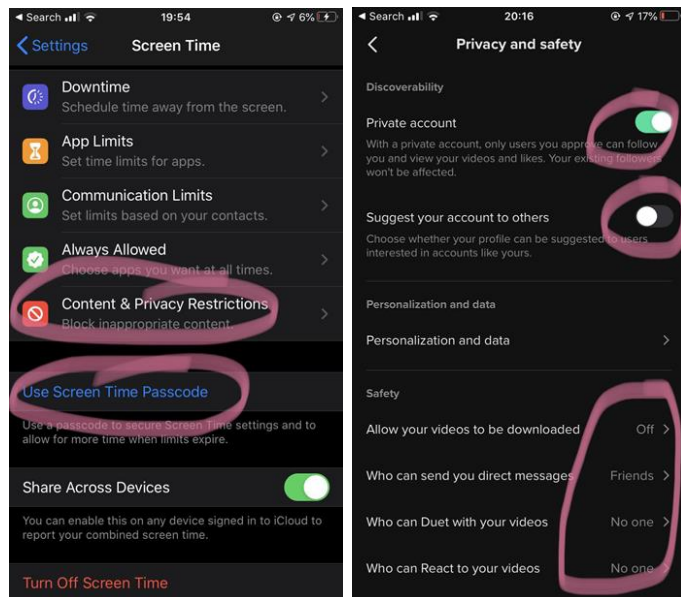 Search 19:54 6%
Settings Screen Time
Downtime
Schedule time away from the screen.
App Limits
Set time limits for apps.
Communication Limits
Set limits based on your contacts.
Always Allowed
Choose apps you want at all times.
Content & Privacy Restrictions
Block inappropriate content.
Use Screen Time Passcode
Use a passcode to secure Screen Time settings and to
allow for more time when limits expire.
Share Across Devices
You can enable this on any device signed in to iCloud to
report your combined screen time.
Turn Off Screen Time
Search 20:16 17%
Privacy and safety
Discoverability
Private account
With a private account, only users you approve can follow
you and view your videos and likes. Your existing followers
won't be affected.
Suggest your account to others
Choose whether your profile can be suggested to users
interested in accounts like yours.
Personalization and data
Personalization and data
Safety
Allow your videos to be downloaded Off
Who can send you direct messages Friends
Who can Duet with your videos No one
Who can React to your videos No one